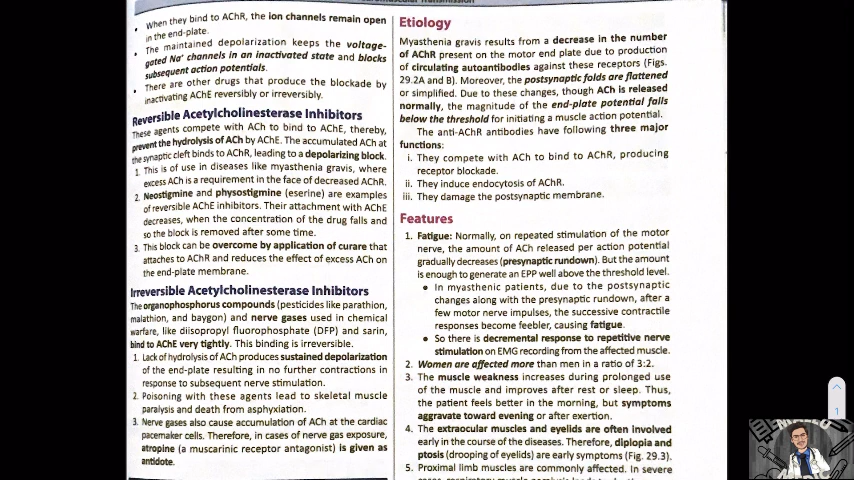 When they bind to AChR, the ion channels remain open
in the end-plate.
The maintained depolarization keeps the voltage-
gated Na⁺ channels in an inactivated state and blocks
subsequent action potentials.
There are other drugs that produce the blockade by
inactivating AChE reversibly or irreversibly.
Reversible Acetylcholinesterase Inhibitors
These agents compete with ACh to bind to AChE, thereby,
prevent the hydrolysis of ACh by AChE. The accumulated ACh at
the synaptic cleft binds to AChR, leading to a depolarizing block.
1. This is of use in diseases like myasthenia gravis, where
excess ACh is a requirement in the face of decreased AChR.
2. Neostigmine and physostigmine (eserine) are examples
of reversible AChE inhibitors. Their attachment with AChE
decreases, when the concentration of the drug falls and
so the block is removed after some time.
3. This block can be overcome by application of curare that
attaches to AChR and reduces the effect of excess ACh on
the end-plate membrane.
Irreversible Acetylcholinesterase Inhibitors
The organophosphorus compounds (pesticides like parathion,
malathion, and baygon) and nerve gases used in chemical
warfare, like diisopropyl fluorophosphate (DFP) and sarin,
bind to AChE very tightly. This binding is irreversible.
1. Lack of hydrolysis of ACh produces sustained depolarization
of the end-plate resulting in no further contractions in
response to subsequent nerve stimulation.
2. Poisoning with these agents lead to skeletal muscle
paralysis and death from asphyxiation.
3. Nerve gases also cause accumulation of ACh at the cardiac
pacemaker cells. Therefore, in cases of nerve gas exposure,
atropine (a muscarinic receptor antagonist) is given as
antidote.
Etiology
Myasthenia gravis results from a decrease in the number
of AChR present on the motor end plate due to production
of circulating autoantibodies against these receptors (Figs.
29.2A and B). Moreover, the postsynaptic folds are flattened
or simplified. Due to these changes, though ACh is released
normally, the magnitude of the end-plate potential falls
below the threshold for initiating a muscle action potential.
The anti-AChR antibodies have following three major
functions:
i. They compete with ACh to bind to AChR, producing
receptor blockade.
ii. They induce endocytosis of AChR.
iii. They damage the postsynaptic membrane.
Features
1. Fatigue: Normally, on repeated stimulation of the motor
nerve, the amount of ACh released per action potential
gradually decreases (presynaptic rundown). But the amount
is enough to generate an EPP well above the threshold level.
In myasthenic patients, due to the postsynaptic
changes along with the presynaptic rundown, after a
few motor nerve impulses, the successive contractile
responses become feebler, causing fatigue.
So there is decremental response to repetitive nerve
stimulation on EMG recording from the affected muscle.
2. Women are affected more than men in a ratio of 3:2.
3. The muscle weakness increases during prolonged use
of the muscle and improves after rest or sleep. Thus,
the patient feels better in the morning, but symptoms
aggravate toward evening or after exertion.
4. The extraocular muscles and eyelids are often involved
early in the course of the diseases. Therefore, diplopia and
ptosis (drooping of eyelids) are early symptoms (Fig. 29.3).
5. Proximal limb muscles are commonly affected. In severe
1